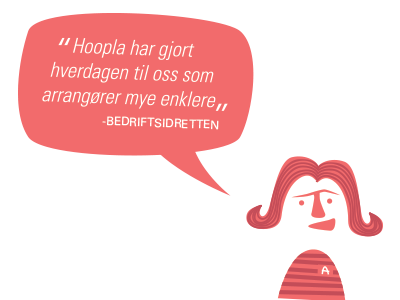 “Hoopla har gjort
hverdagen til oss som
arrangører mye enklere„
-BEDRIFTSIDRETTEN
A